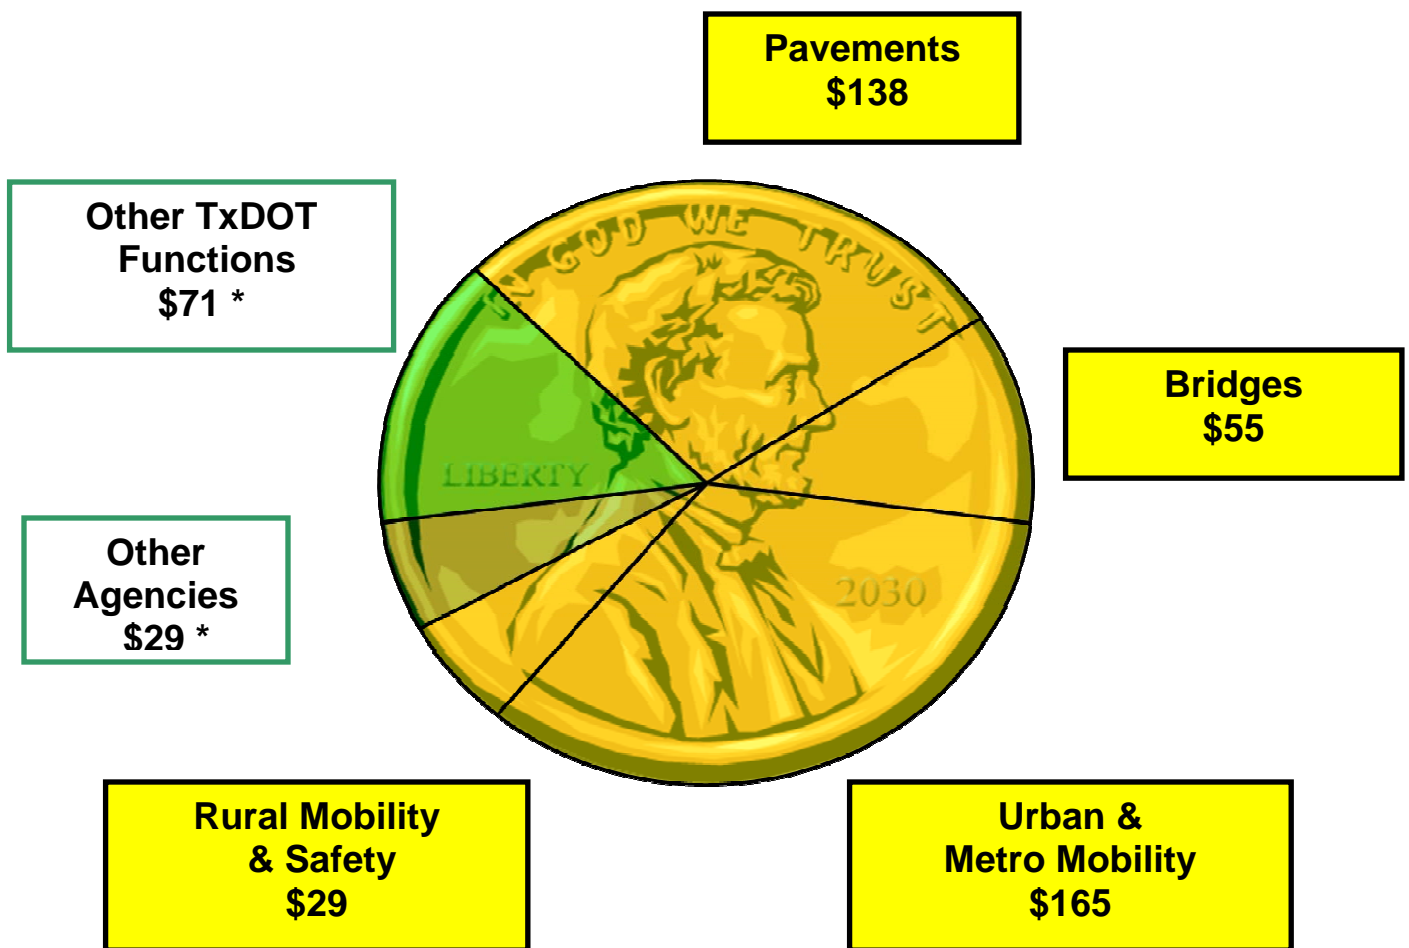 Pavements
$138
Other TxDOT
Functions
$71 *
IN GOD WE TRUST
Bridges
$55
LIBERTY
Other
Agencies
$29 *
2030
Rural Mobility
& Safety
$29
Urban &
Metro Mobility
$165